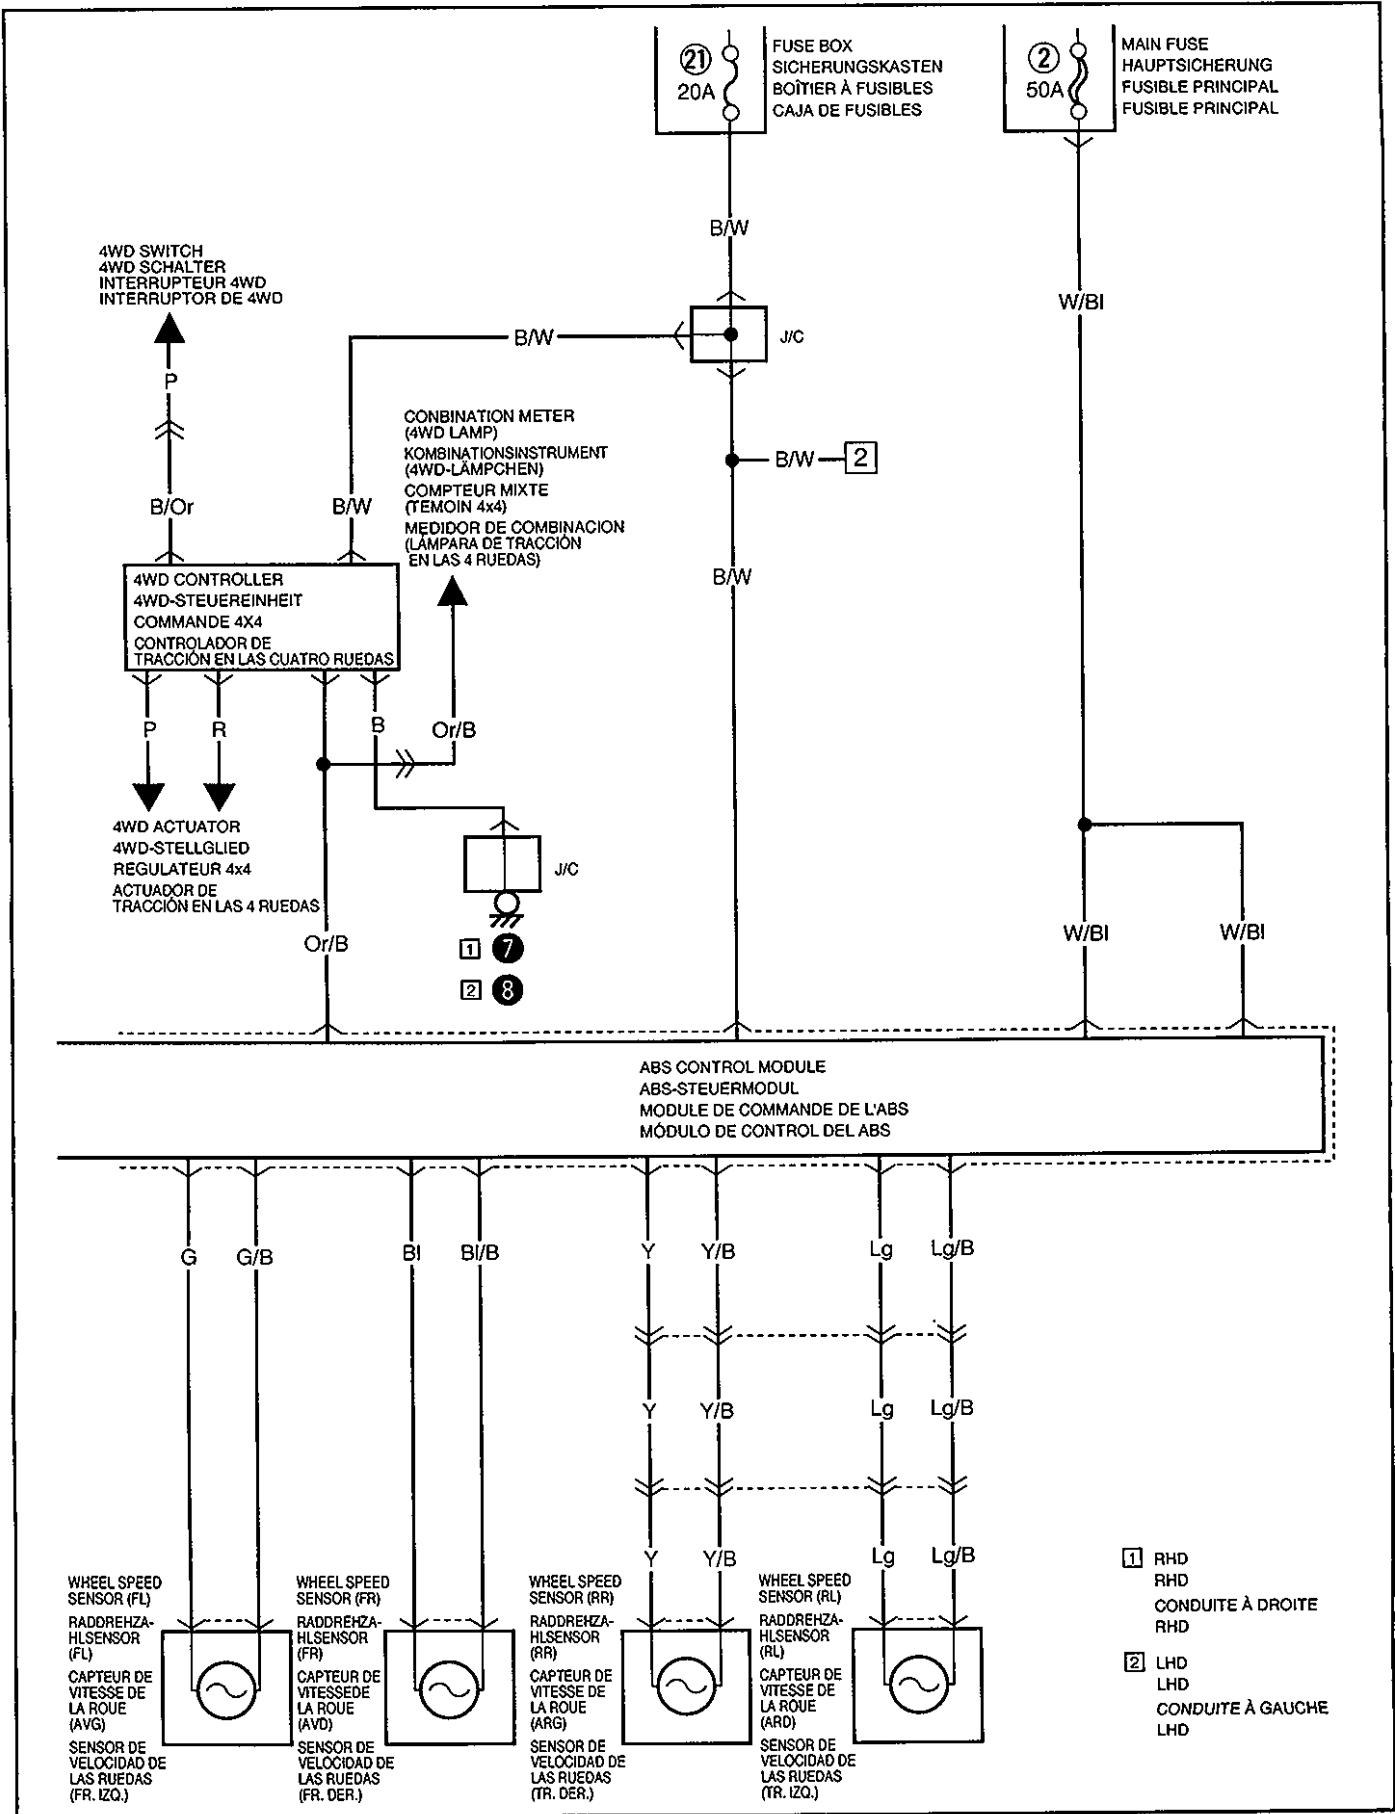 21
20A
FUSE BOX
SICHERUNGSKASTEN
BOÎTIER À FUSIBLES
CAJA DE FUSIBLES
2
50A
MAIN FUSE
HAUPTSICHERUNG
FUSIBLE PRINCIPAL
FUSIBLE PRINCIPAL
B/W
W/Bl
4WD SWITCH
4WD SCHALTER
INTERRUPTEUR 4WD
INTERRUPTOR DE 4WD
B/W
J/C
P
CONBINATION METER
(4WD LAMP)
KOMBINATIONSINSTRUMENT
(4WD-LÄMPCHEN)
COMPTEUR MIXTE
(TEMOIN 4x4)
MEDIDOR DE COMBINACION
(LÁMPARA DE TRACCIÓN
EN LAS 4 RUEDAS)
B/W
2
B/Or
B/W
B/W
4WD CONTROLLER
4WD-STEUEREINHEIT
COMMANDE 4X4
CONTROLADOR DE
TRACCIÓN EN LAS CUATRO RUEDAS
P
R
B
Or/B
4WD ACTUATOR
4WD-STELLGLIED
REGULATEUR 4x4
ACTUADOR DE
TRACCIÓN EN LAS 4 RUEDAS
J/C
Or/B
1 7
2 8
W/Bl
W/Bl
ABS CONTROL MODULE
ABS-STEUERMODUL
MODULE DE COMMANDE DE L'ABS
MÓDULO DE CONTROL DEL ABS
G
G/B
Bl
Bl/B
Y
Y/B
Lg
Lg/B
Y
Y/B
Lg
Lg/B
Y
Y/B
Lg
Lg/B
WHEEL SPEED
SENSOR (FL)
RADDREHZA-
HLSENSOR
(FL)
CAPTEUR DE
VITESSE DE
LA ROUE
(AVG)
SENSOR DE
VELOCIDAD DE
LAS RUEDAS
(FR. IZQ.)
WHEEL SPEED
SENSOR (FR)
RADDREHZA-
HLSENSOR
(FR)
CAPTEUR DE
VITESSEDE
LA ROUE
(AVD)
SENSOR DE
VELOCIDAD DE
LAS RUEDAS
(FR. DER.)
WHEEL SPEED
SENSOR (RR)
RADDREHZA-
HLSENSOR
(RR)
CAPTEUR DE
VITESSE DE
LA ROUE
(ARG)
SENSOR DE
VELOCIDAD DE
LAS RUEDAS
(TR. DER.)
WHEEL SPEED
SENSOR (RL)
RADDREHZA-
HLSENSOR
(RL)
CAPTEUR DE
VITESSE DE
LA ROUE
(ARD)
SENSOR DE
VELOCIDAD DE
LAS RUEDAS
(TR. IZQ.)
1 RHD
RHD
CONDUITE À DROITE
RHD
2 LHD
LHD
CONDUITE À GAUCHE
LHD